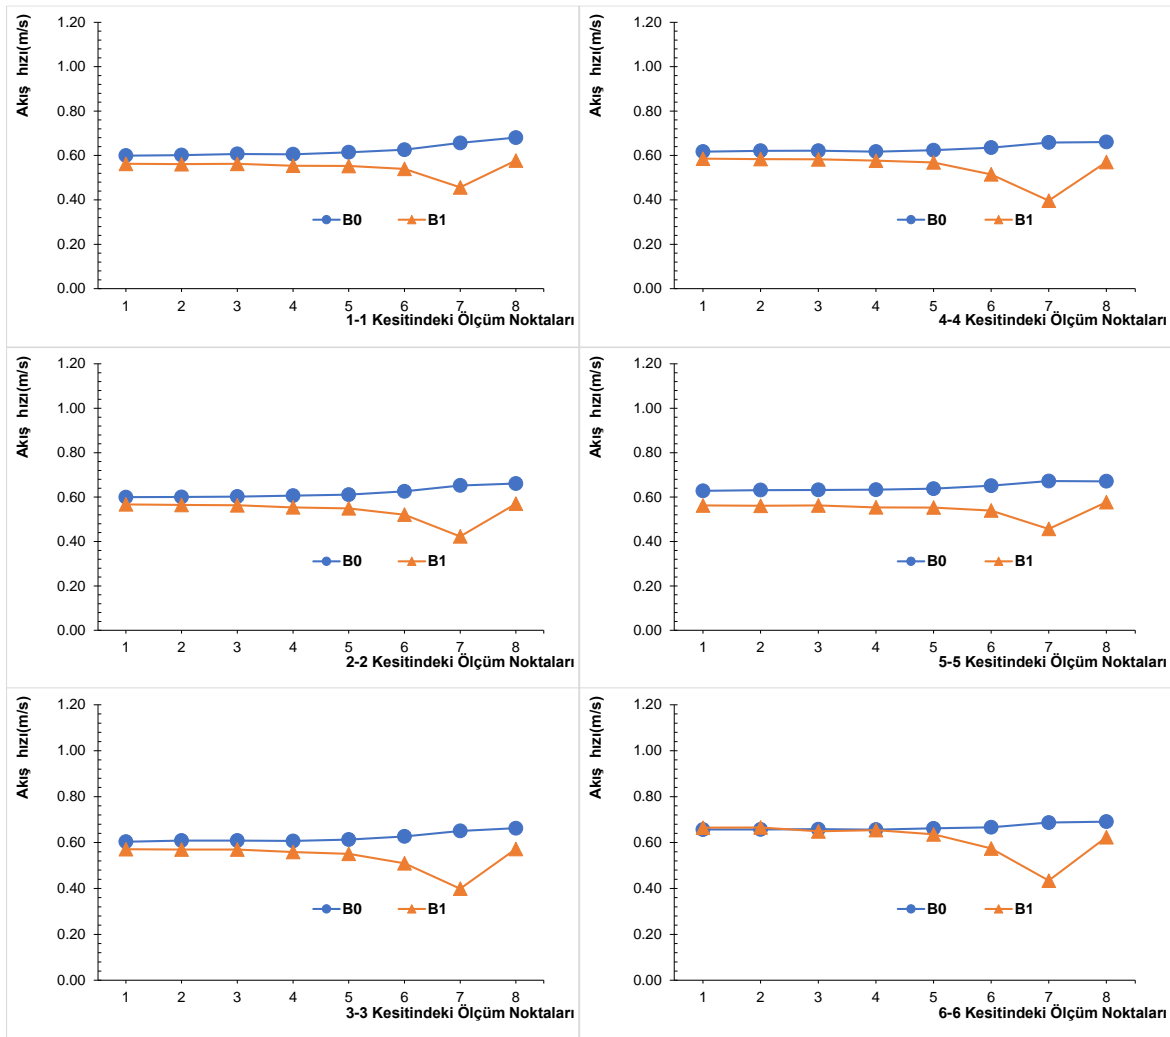 Akış hızı(m/s)
1.20
1.00
0.80
0.60
0.40
0.20
0.00
B0 B1
1 2 3 4 5 6 7 8
1-1 Kesitindeki Ölçüm Noktaları
Akış hızı(m/s)
1.20
1.00
0.80
0.60
0.40
0.20
0.00
B0 B1
1 2 3 4 5 6 7 8
4-4 Kesitindeki Ölçüm Noktaları
Akış hızı(m/s)
1.20
1.00
0.80
0.60
0.40
0.20
0.00
B0 B1
1 2 3 4 5 6 7 8
2-2 Kesitindeki Ölçüm Noktaları
Akış hızı(m/s)
1.20
1.00
0.80
0.60
0.40
0.20
0.00
B0 B1
1 2 3 4 5 6 7 8
5-5 Kesitindeki Ölçüm Noktaları
Akış hızı(m/s)
1.20
1.00
0.80
0.60
0.40
0.20
0.00
B0 B1
1 2 3 4 5 6 7 8
3-3 Kesitindeki Ölçüm Noktaları
Akış hızı(m/s)
1.20
1.00
0.80
0.60
0.40
0.20
0.00
B0 B1
1 2 3 4 5 6 7 8
6-6 Kesitindeki Ölçüm Noktaları